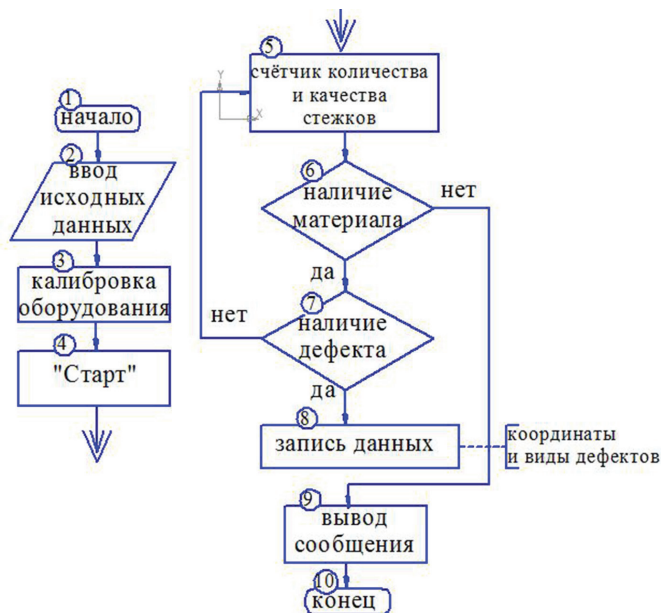 1
начало
2
ввод
исходных
данных
3
калибровка
оборудования
4
"Старт"
5
счётчик количества
и качества
стежков
Y
X
6
наличие
материала
нет
да
7
наличие
дефекта
нет
да
8
запись данных
координаты
и виды дефектов
9
вывод
сообщения
10
конец